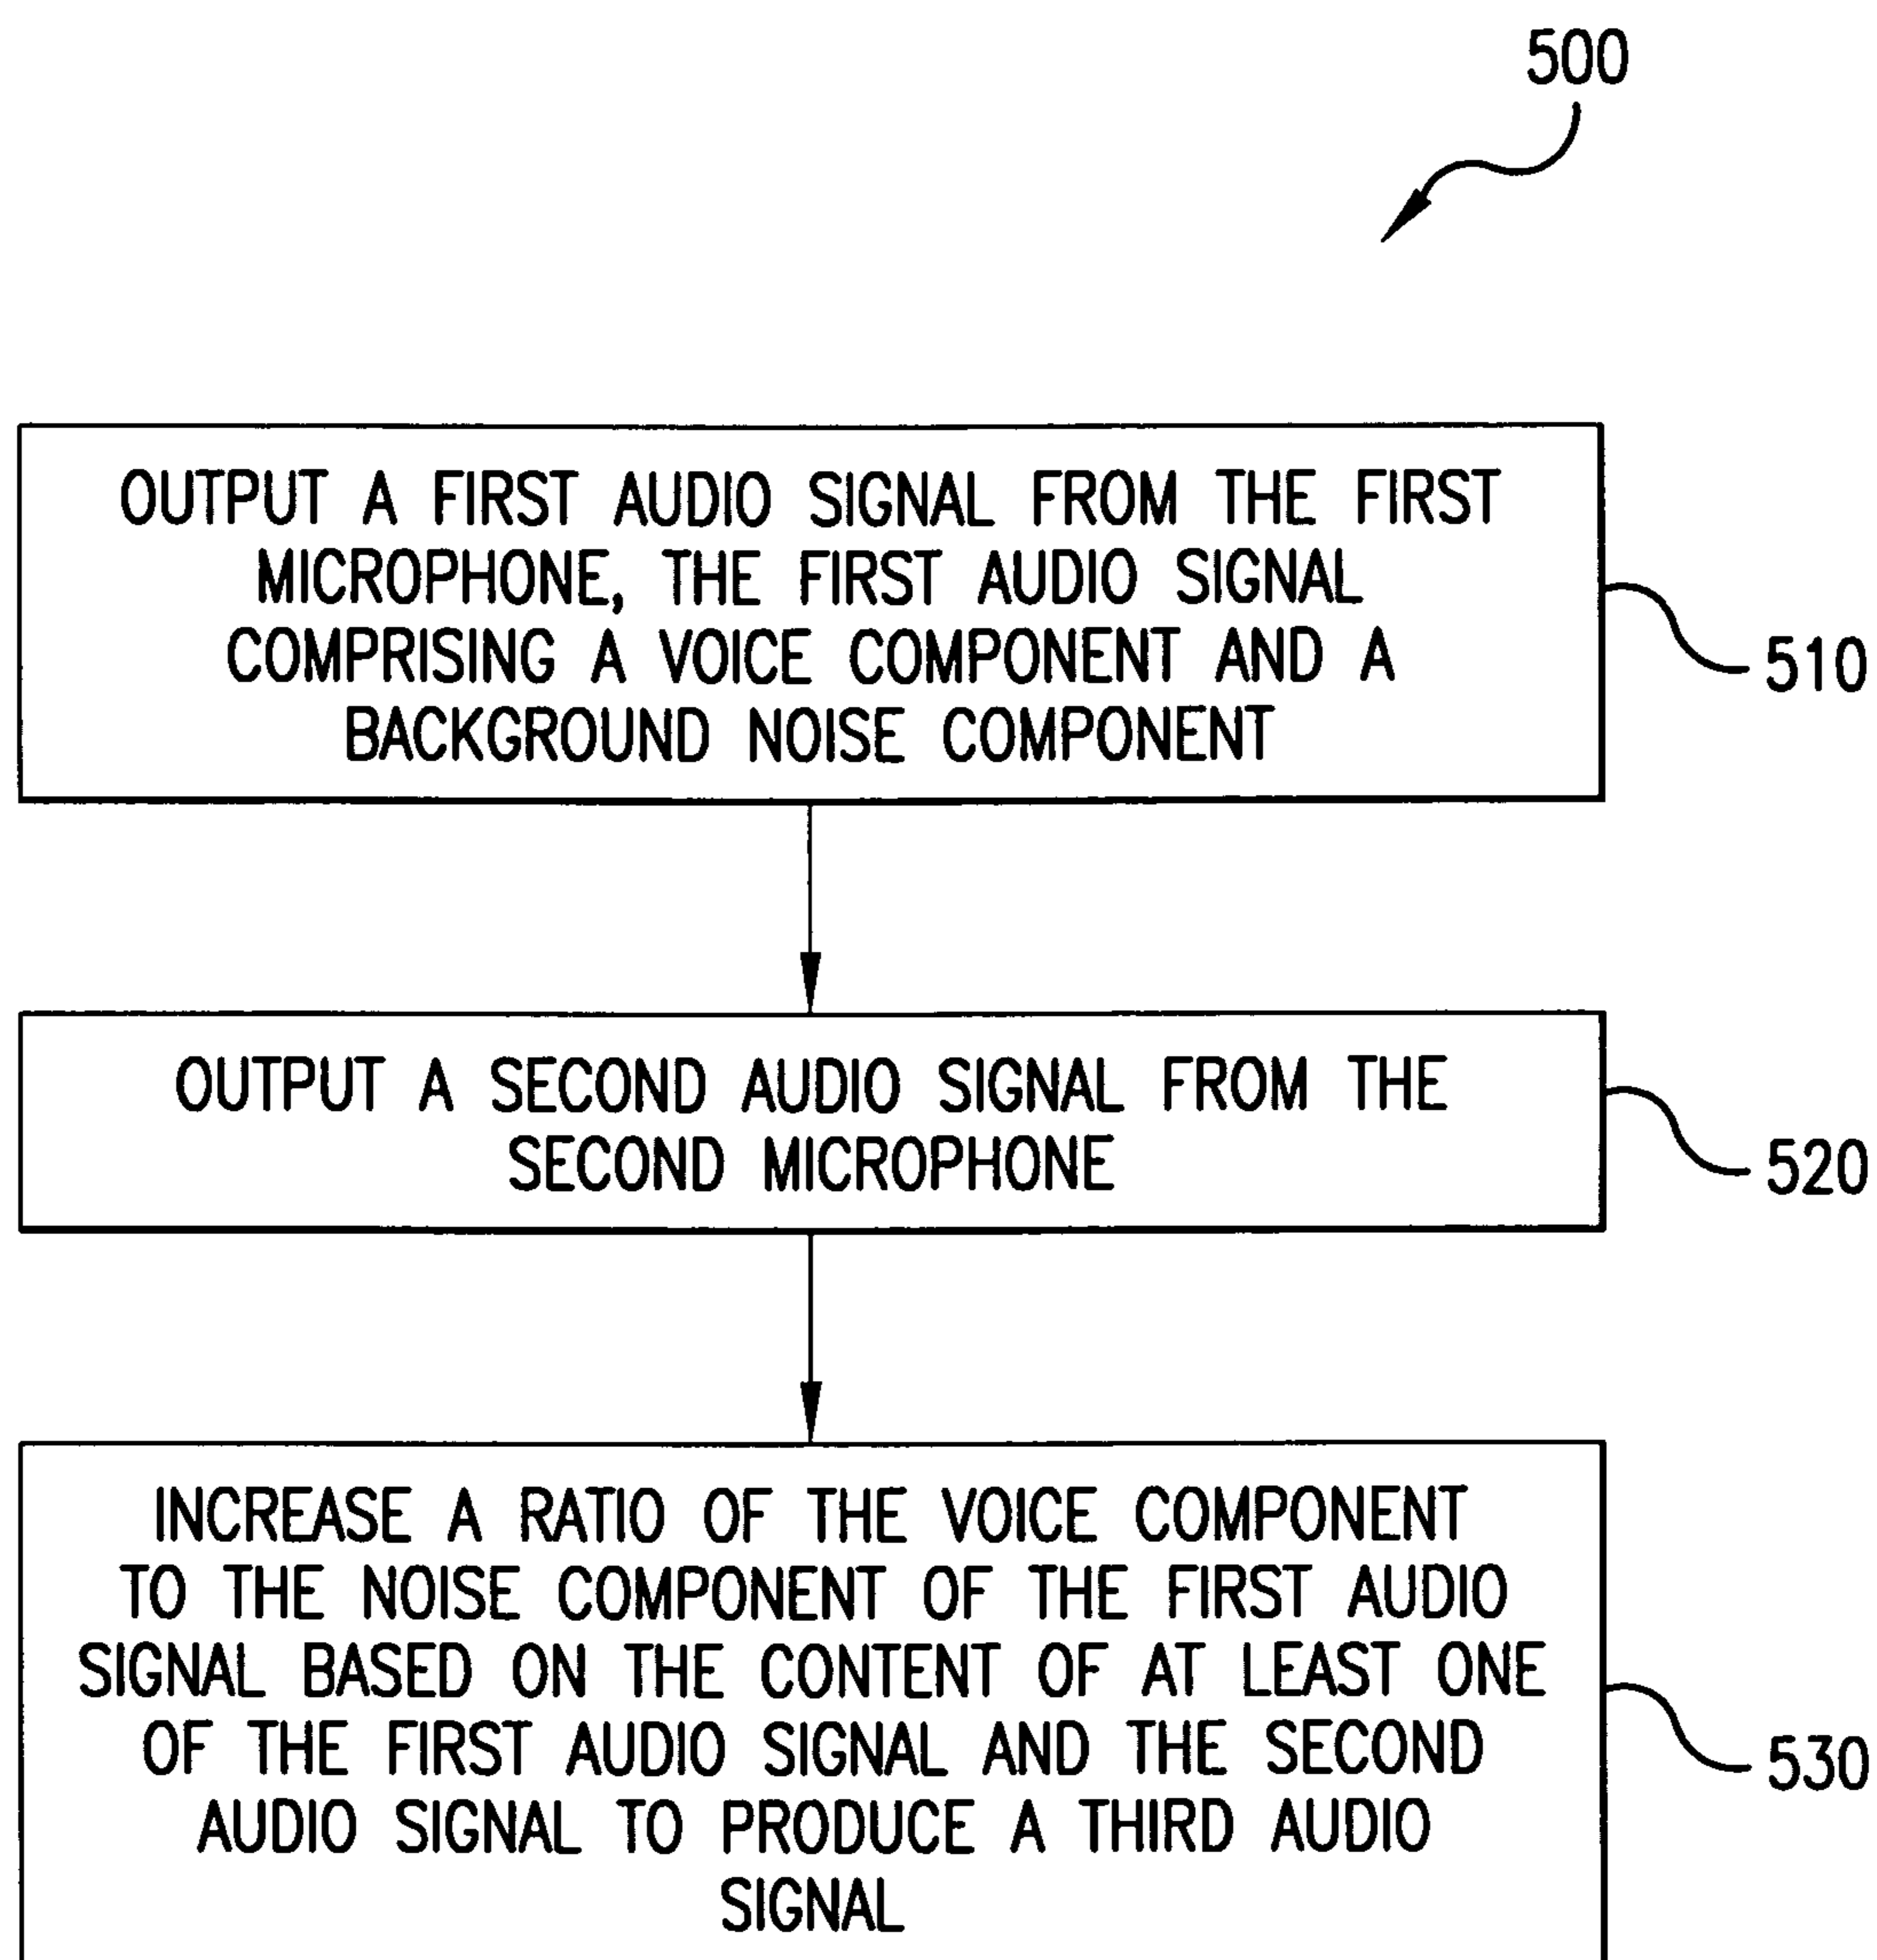 500
OUTPUT A FIRST AUDIO SIGNAL FROM THE FIRST
MICROPHONE, THE FIRST AUDIO SIGNAL
COMPRISING A VOICE COMPONENT AND A
BACKGROUND NOISE COMPONENT
510
OUTPUT A SECOND AUDIO SIGNAL FROM THE
SECOND MICROPHONE
520
INCREASE A RATIO OF THE VOICE COMPONENT
TO THE NOISE COMPONENT OF THE FIRST AUDIO
SIGNAL BASED ON THE CONTENT OF AT LEAST ONE
OF THE FIRST AUDIO SIGNAL AND THE SECOND
AUDIO SIGNAL TO PRODUCE A THIRD AUDIO
SIGNAL
530